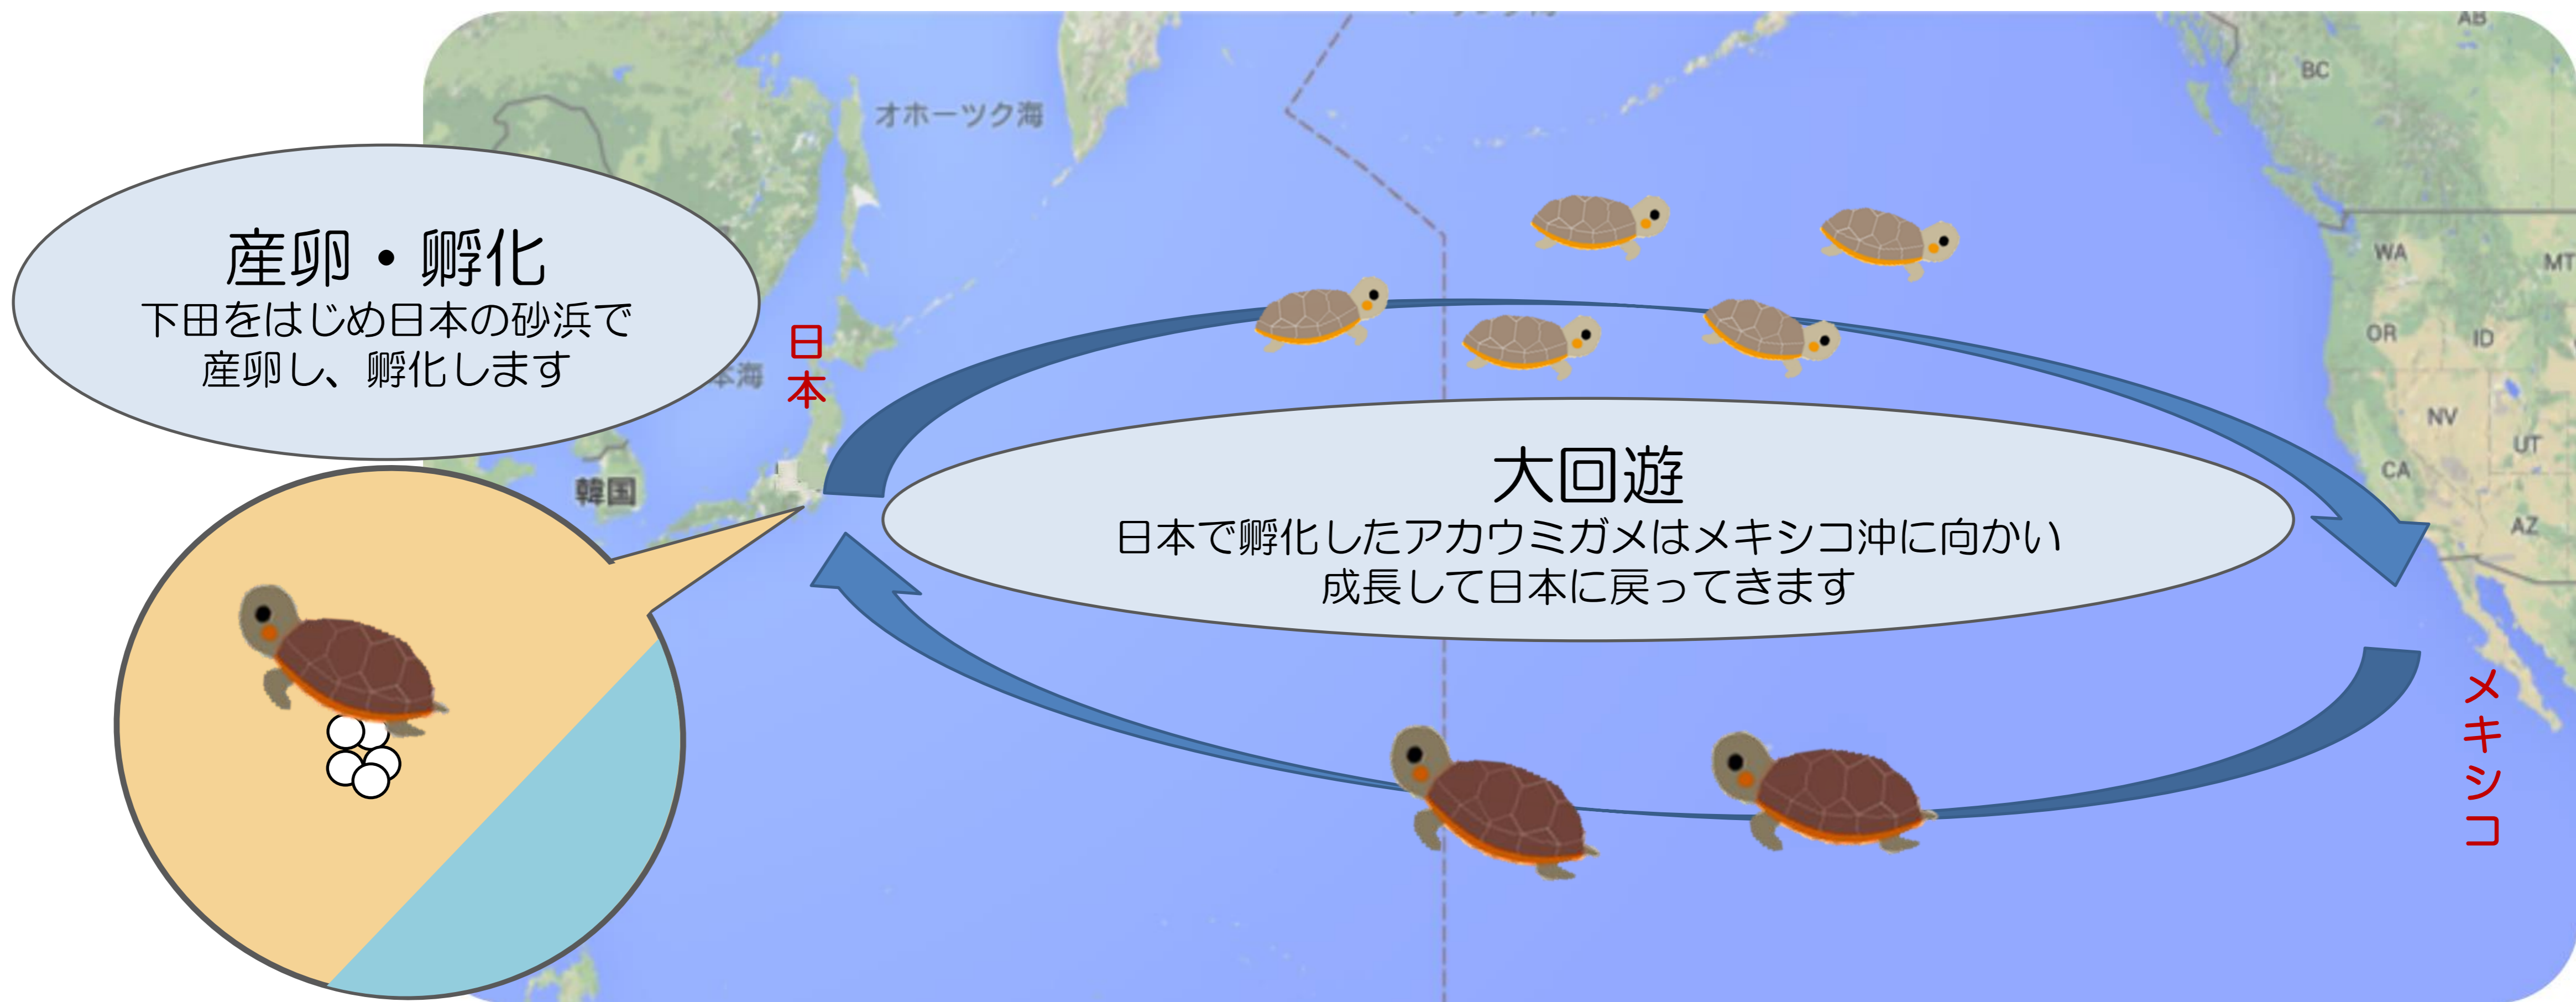 AB
BC
オホーツク海
産卵・孵化
下田をはじめ日本の砂浜で
産卵し、孵化します
日本
本海
韓国
WA
MT
OR
ID
NV
UT
CA
AZ
大回遊
日本で孵化したアカウミガメはメキシコ沖に向かい
成長して日本に戻ってきます
メキシコ